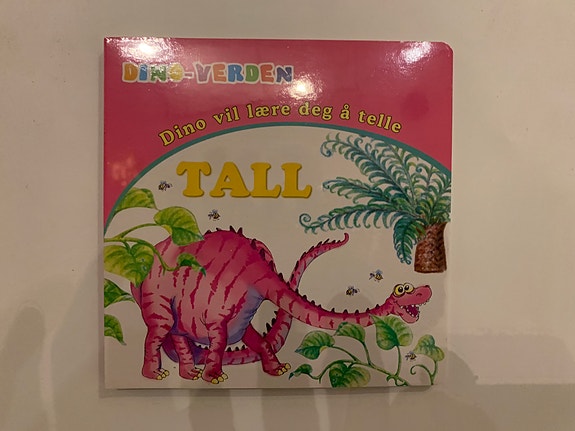 DINO-VERDEN
Dino vil lære deg å telle
TALL